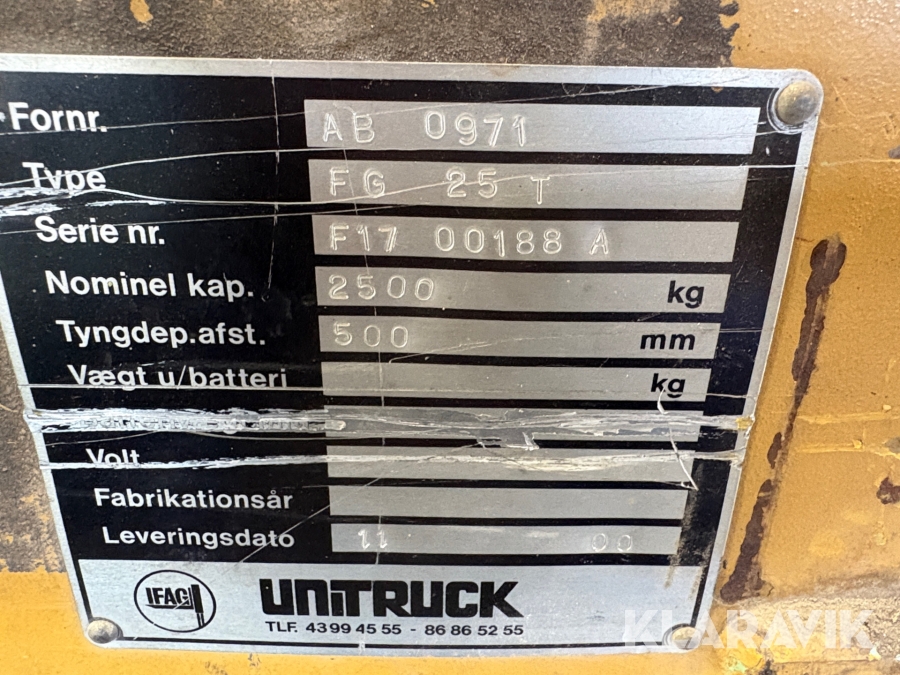 Fornr. AB 0971
Type FG 25 T
Serie nr. F17 00188 A
Nominel kap. 2500 kg
Tyngdep.afst. 500 mm
Vægt u/batteri kg
Volt
Fabrikationsår
Leveringsdato 11 00
IFAG UNITRUCK
TLF. 43 99 45 55 - 86 86 52 55
KLARAVIK